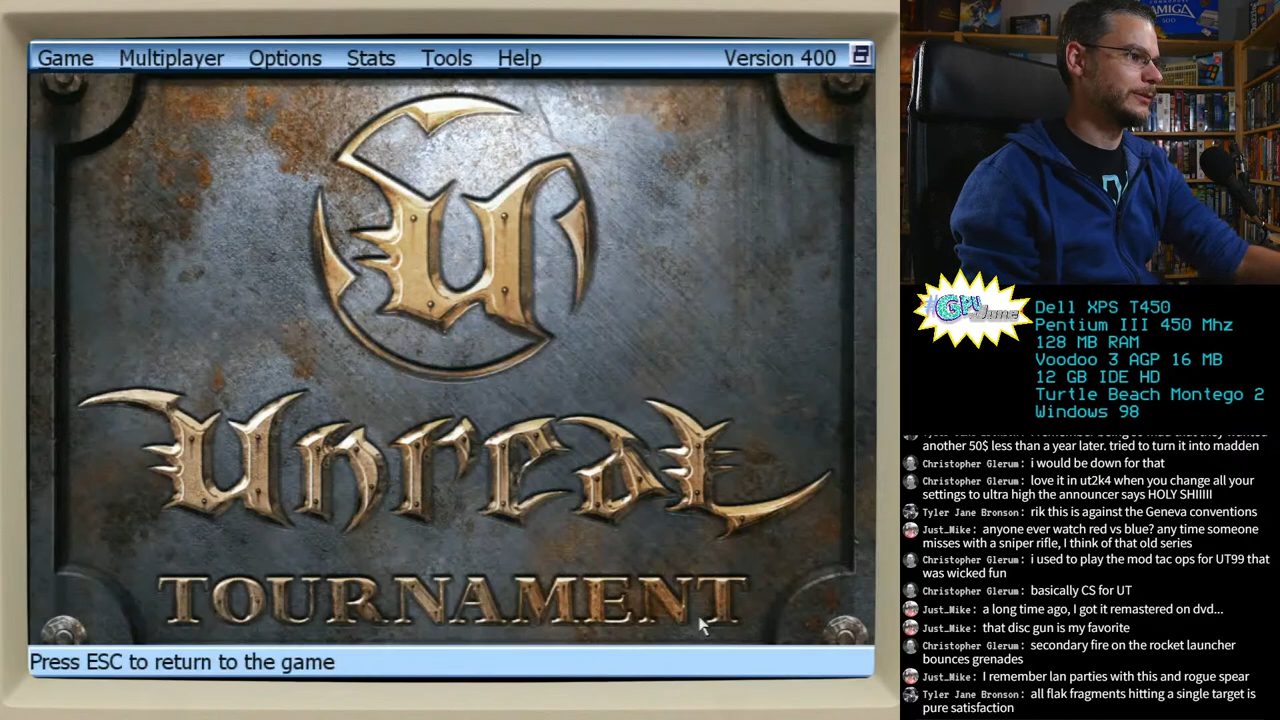 Game Multiplayer Options Stats Tools Help Version 400
Unreal
TOURNAMENT
Press ESC to return to the game
AMIGA
500
#GPU
June
Dell XPS T450
Pentium III 450 Mhz
128 MB RAM
Voodoo 3 AGP 16 MB
12 GB IDE HD
Turtle Beach Montego 2
Windows 98
another 50$ less than a year later. tried to turn it into madden
Christopher Glerum: i would be down for that
Christopher Glerum: love it in ut2k4 when you change all your
settings to ultra high the announcer says HOLY SHIIIII
Tyler Jane Bronson: rik this is against the Geneva conventions
Just_Mike: anyone ever watch red vs blue? any time someone
misses with a sniper rifle, I think of that old series
Christopher Glerum: i used to play the mod tac ops for UT99 that
was wicked fun
Christopher Glerum: basically CS for UT
Just_Mike: a long time ago, I got it remastered on dvd...
Just_Mike: that disc gun is my favorite
Christopher Glerum: secondary fire on the rocket launcher
bounces grenades
Just_Mike: I remember lan parties with this and rogue spear
Tyler Jane Bronson: all flak fragments hitting a single target is
pure satisfaction